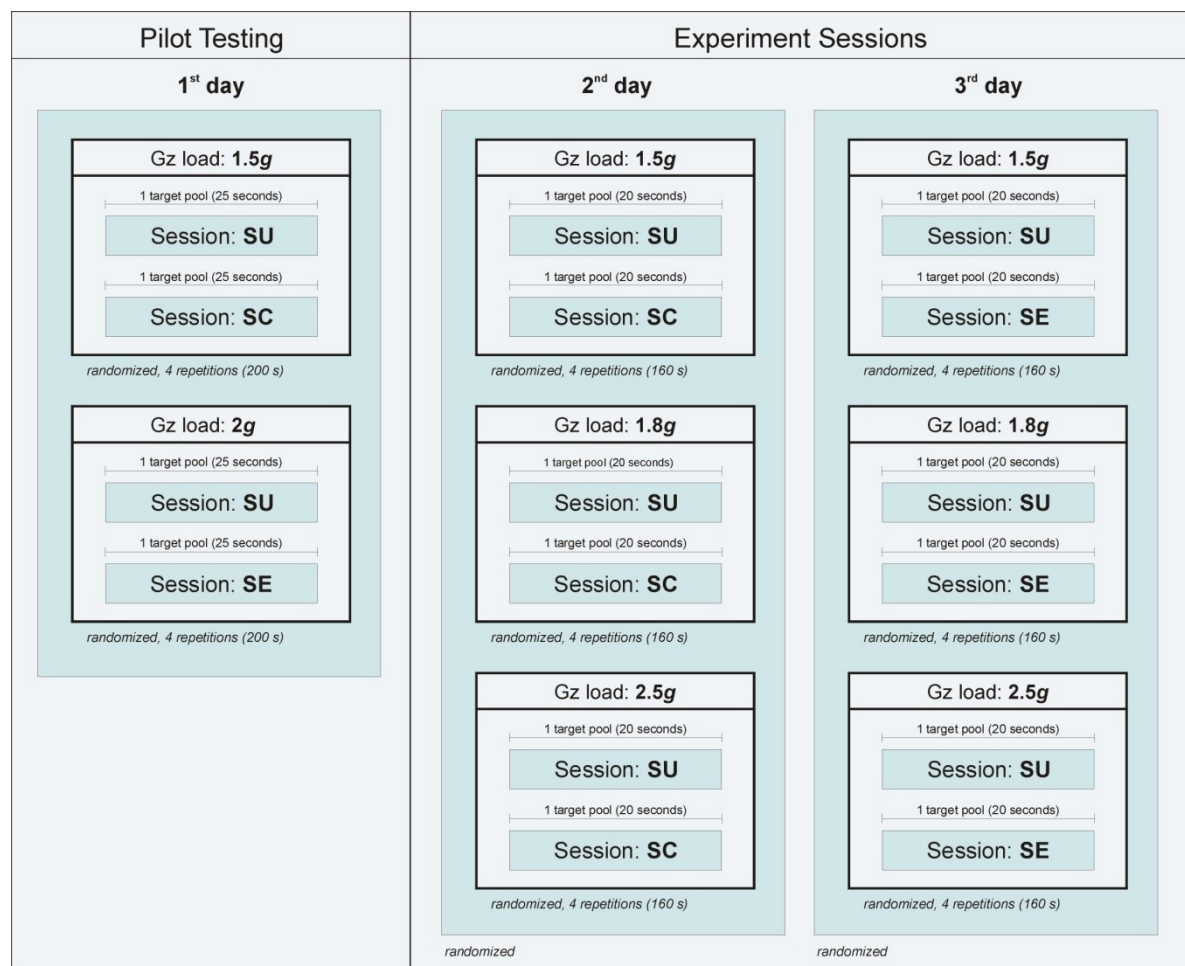 Pilot Testing
Experiment Sessions
1st day
Gz load: 1.5g
1 target pool (25 seconds)
Session: SU
1 target pool (25 seconds)
Session: SC
randomized, 4 repetitions (200 s)
Gz load: 2g
1 target pool (25 seconds)
Session: SU
1 target pool (25 seconds)
Session: SE
randomized, 4 repetitions (200 s)
2nd day
Gz load: 1.5g
1 target pool (20 seconds)
Session: SU
1 target pool (20 seconds)
Session: SC
randomized, 4 repetitions (160 s)
Gz load: 1.8g
1 target pool (20 seconds)
Session: SU
1 target pool (20 seconds)
Session: SC
randomized, 4 repetitions (160 s)
Gz load: 2.5g
1 target pool (20 seconds)
Session: SU
1 target pool (20 seconds)
Session: SC
randomized, 4 repetitions (160 s)
randomized
3rd day
Gz load: 1.5g
1 target pool (20 seconds)
Session: SU
1 target pool (20 seconds)
Session: SE
randomized, 4 repetitions (160 s)
Gz load: 1.8g
1 target pool (20 seconds)
Session: SU
1 target pool (20 seconds)
Session: SE
randomized, 4 repetitions (160 s)
Gz load: 2.5g
1 target pool (20 seconds)
Session: SU
1 target pool (20 seconds)
Session: SE
randomized, 4 repetitions (160 s)
randomized